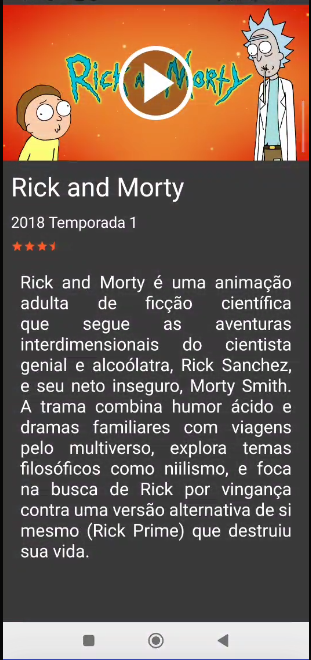 Rick and Morty
Rick and Morty
2018 Temporada 1
Rick and Morty é uma animação
adulta de ficção científica
que segue as aventuras
interdimensionais do cientista
genial e alcoólatra, Rick Sanchez,
e seu neto inseguro, Morty Smith.
A trama combina humor ácido e
dramas familiares com viagens
pelo multiverso, explora temas
filosóficos como niilismo, e foca
na busca de Rick por vingança
contra uma versão alternativa de si
mesmo (Rick Prime) que destruiu
sua vida.